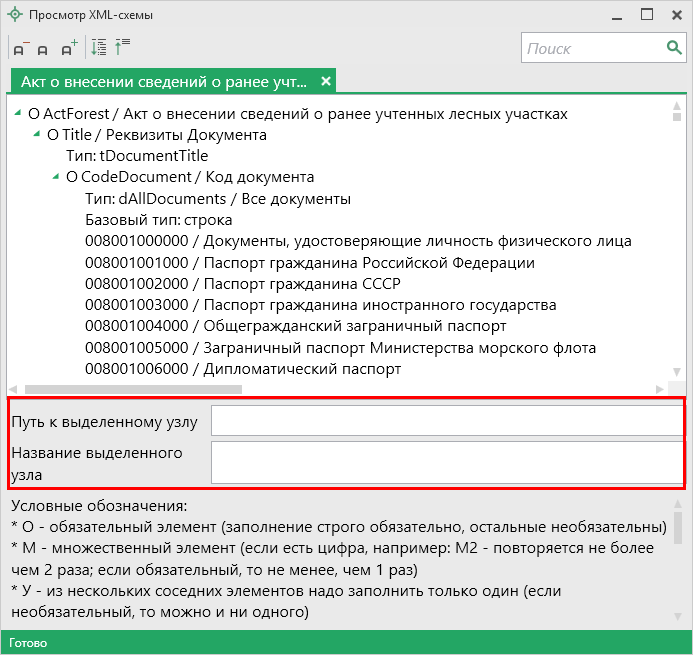 Просмотр XML-схемы
Поиск
Акт о внесении сведений о ранее учт...
О ActForest / Акт о внесении сведений о ранее учтенных лесных участках
О Title / Реквизиты Документа
Тип: tDocumentTitle
О CodeDocument / Код документа
Тип: dAllDocuments / Все документы
Базовый тип: строка
008001000000 / Документы, удостоверяющие личность физического лица
008001001000 / Паспорт гражданина Российской Федерации
008001002000 / Паспорт гражданина СССР
008001003000 / Паспорт гражданина иностранного государства
008001004000 / Общегражданский заграничный паспорт
008001005000 / Заграничный паспорт Министерства морского флота
008001006000 / Дипломатический паспорт
Путь к выделенному узлу
Название выделенного
узла
Условные обозначения:
* О - обязательный элемент (заполнение строго обязательно, остальные необязательны)
* М - множественный элемент (если есть цифра, например: М2 - повторяется не более
чем 2 раза; если обязательный, то не менее, чем 1 раз)
* У - из нескольких соседних элементов надо заполнить только один (если
необязательный, то можно и ни одного)
Готово